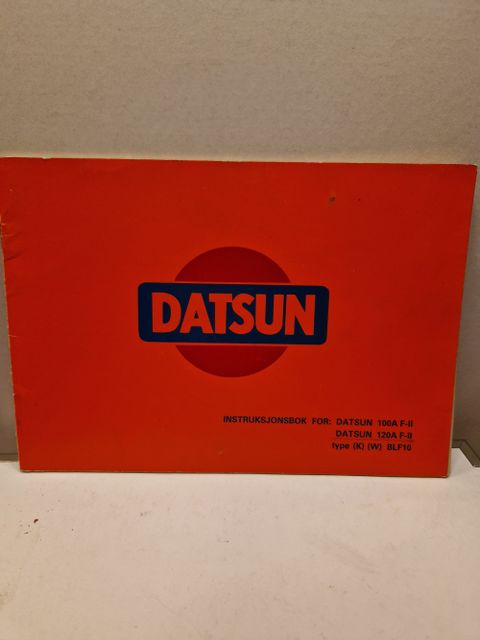 DATSUN
INSTRUKSJONSBOK FOR: DATSUN 100A F-II
DATSUN 120A F-II
type (K) (W) BLF10